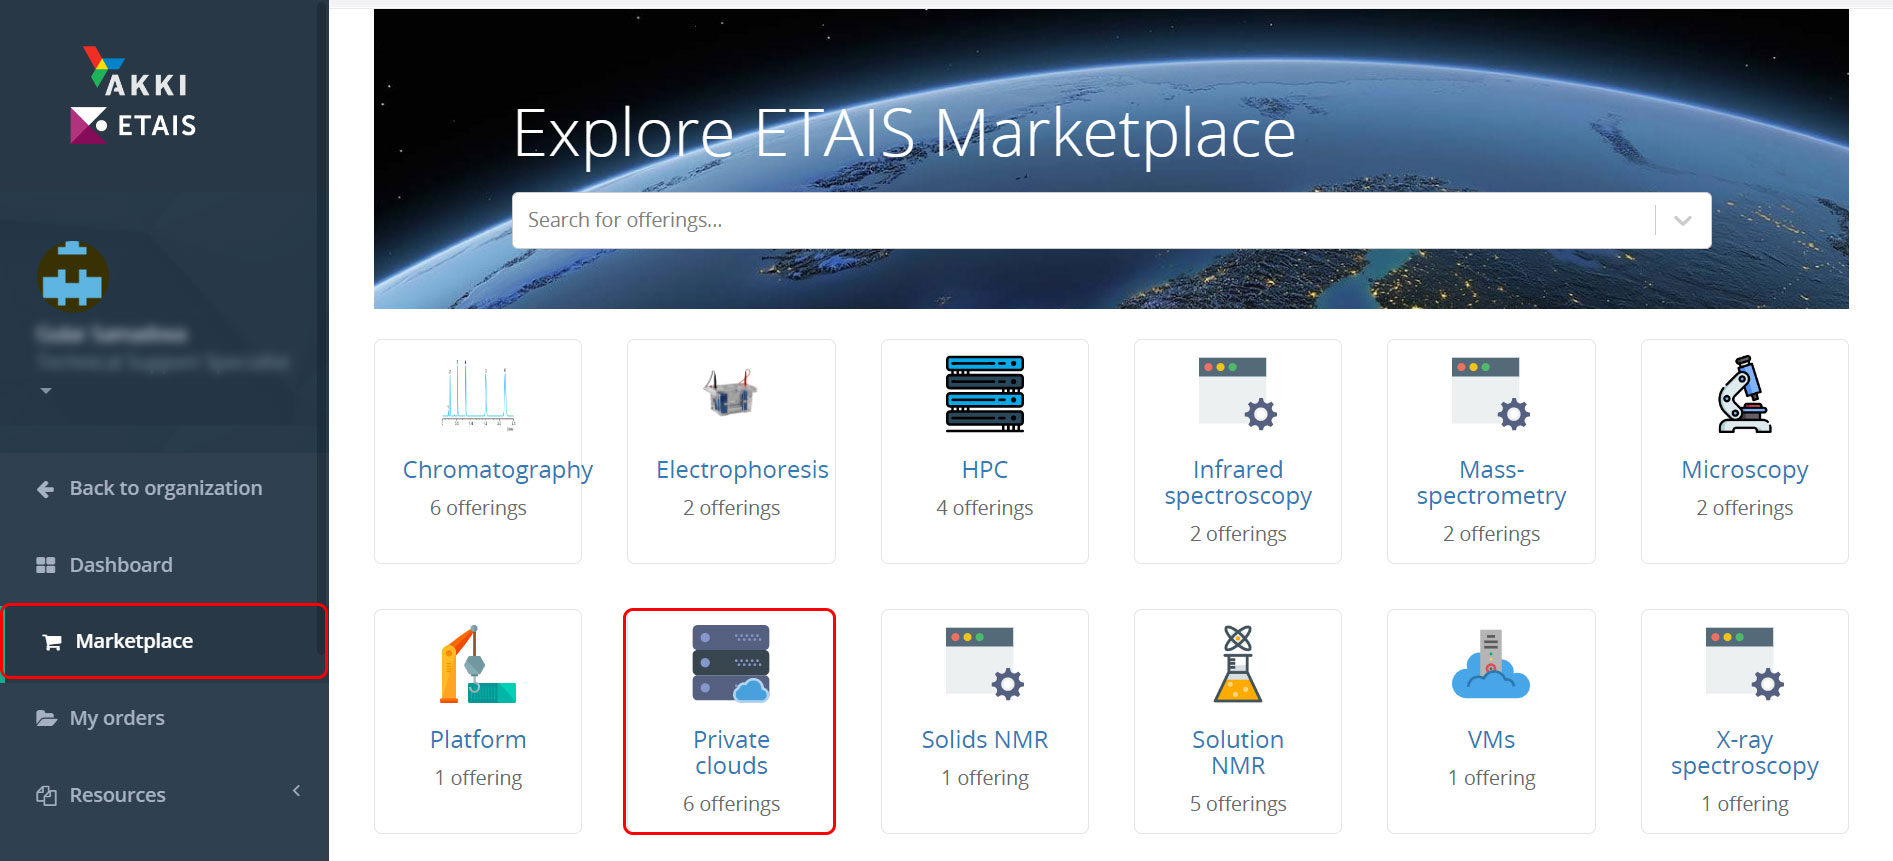 AKKI
ETAIS
Back to organization
Dashboard
Marketplace
My orders
Resources
Explore ETAIS Marketplace
Search for offerings...
Chromatography
6 offerings
Electrophoresis
2 offerings
HPC
4 offerings
Infrared
spectroscopy
2 offerings
Mass-
spectrometry
2 offerings
Microscopy
2 offerings
Platform
1 offering
Private
clouds
6 offerings
Solids NMR
1 offering
Solution
NMR
5 offerings
VMs
1 offering
X-ray
spectroscopy
1 offering